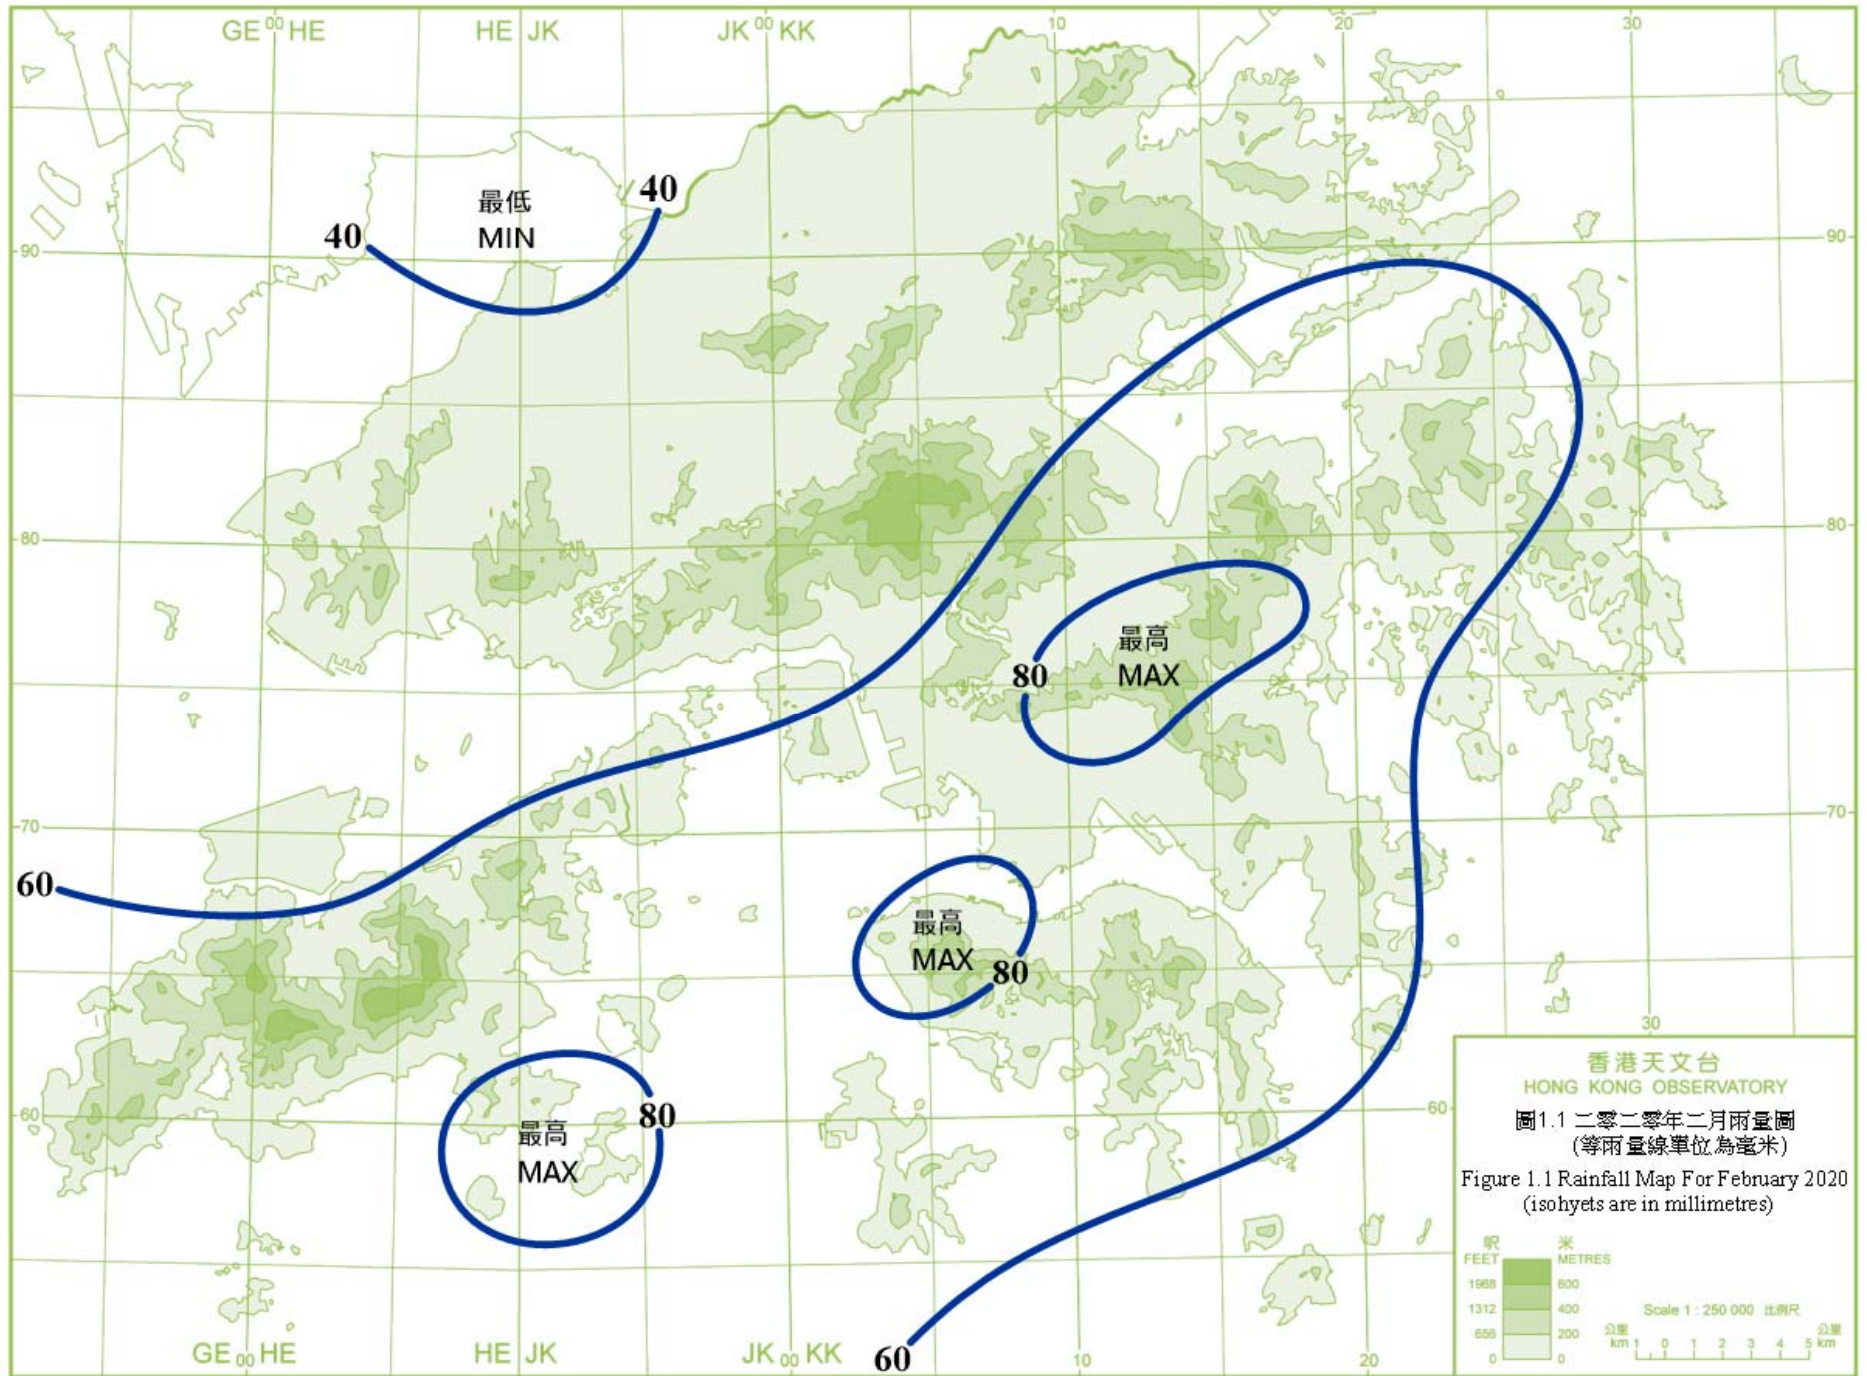 GE 00 HE
HE JK
JK 00 KK
10
20
30
40
最低
MIN
40
90
90
80
80
最高
MAX
80
70
70
60
最高
MAX
80
30
最高
MAX
80
60
60
GE 00 HE
HE JK
JK 00 KK
60
10
20
香港天文台
HONG KONG OBSERVATORY
圖1.1 二零二零年二月雨量圖
(等雨量線單位為毫米)
Figure 1.1 Rainfall Map For February 2020
(isohyets are in millimetres)
呎 米
FEET METRES
1968 600
1312 400
656 200
0 0
Scale 1 : 250 000 比例尺
公里 公里
km 1 0 1 2 3 4 5 km